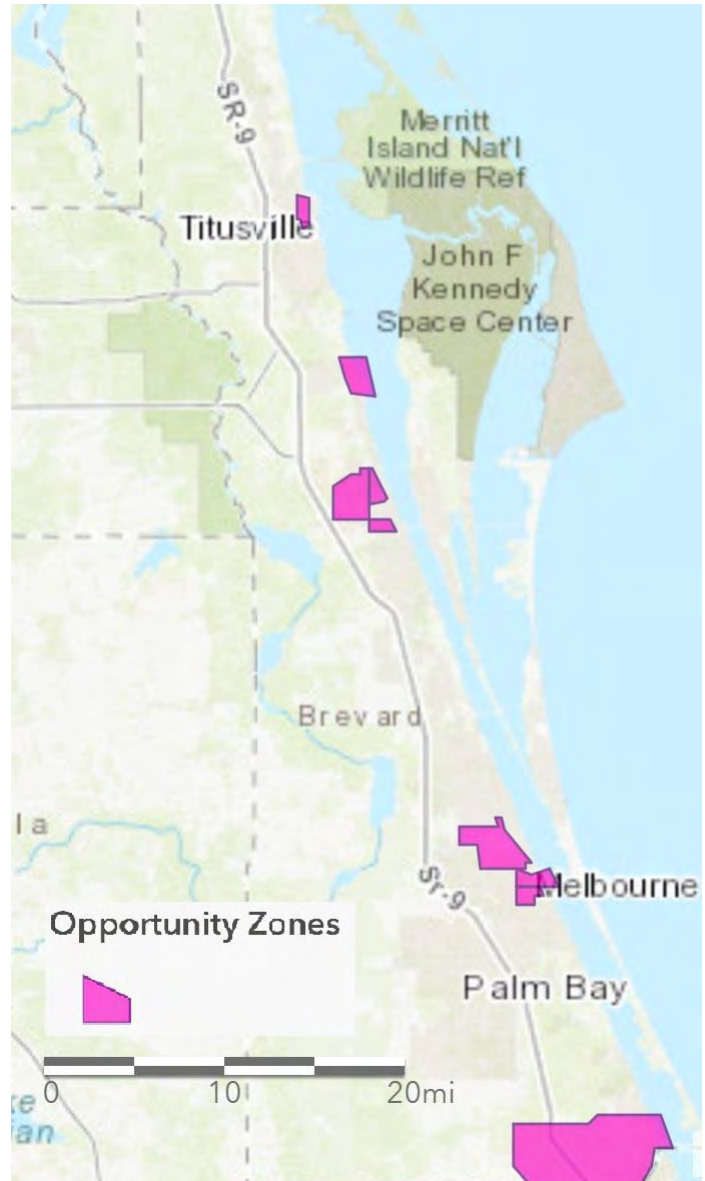 SR-9
Merritt
Island Nat'l
Wildlife Ref
Titusville
John F
Kennedy
Space Center
Brevard
la
Sr-9
Melbourne
Opportunity Zones
Palm Bay
0 10 20mi
ke
an